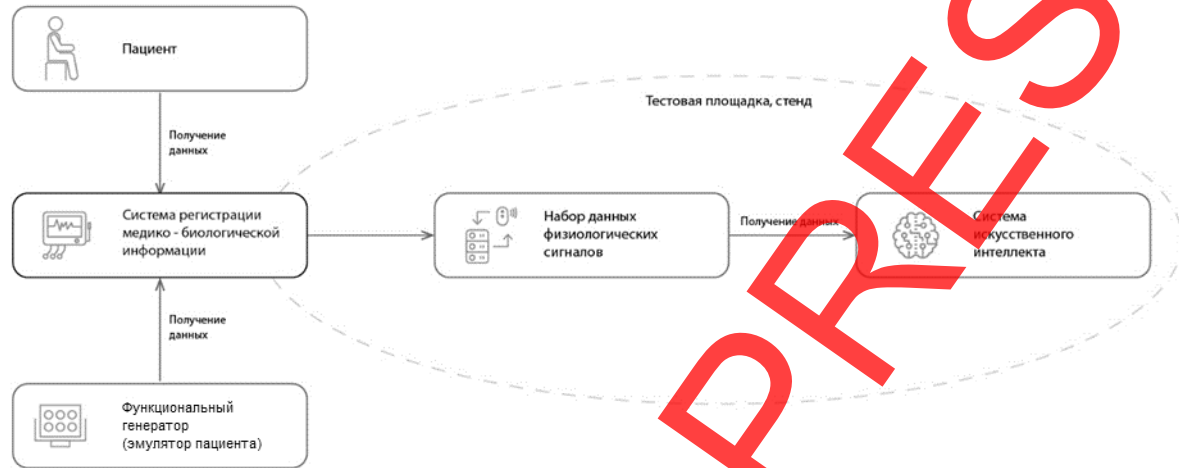 Пациент
Тестовая площадка, стенд
Получение
данных
Система регистрации
медико - биологической
информации
Набор данных
физиологических
сигналов
Получение данных
Система
искусственного
интеллекта
Получение
данных
Функциональный
генератор
(эмулятор пациента)
PRES